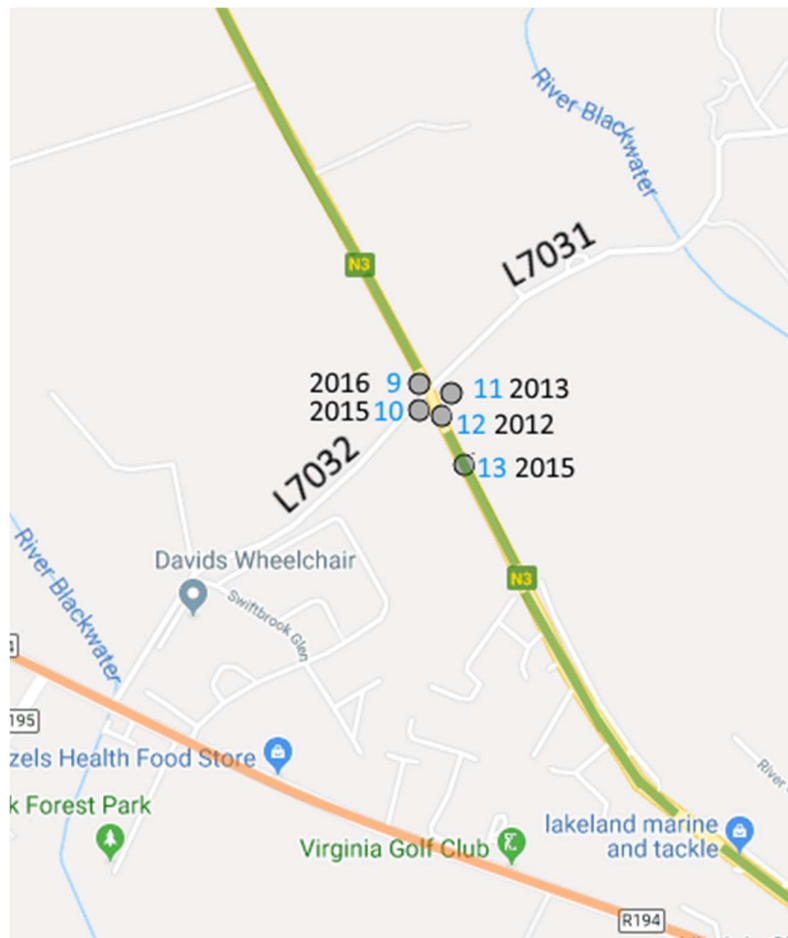 River Blackwater
N3
L7031
2016 9
11 2013
2015 10
12 2012
13 2015
L7032
Davids Wheelchair
N3
River Blackwater
Swiftbrook Glen
195
zels Health Food Store
k Forest Park
River
lakeland marine
and tackle
Virginia Golf Club
R194